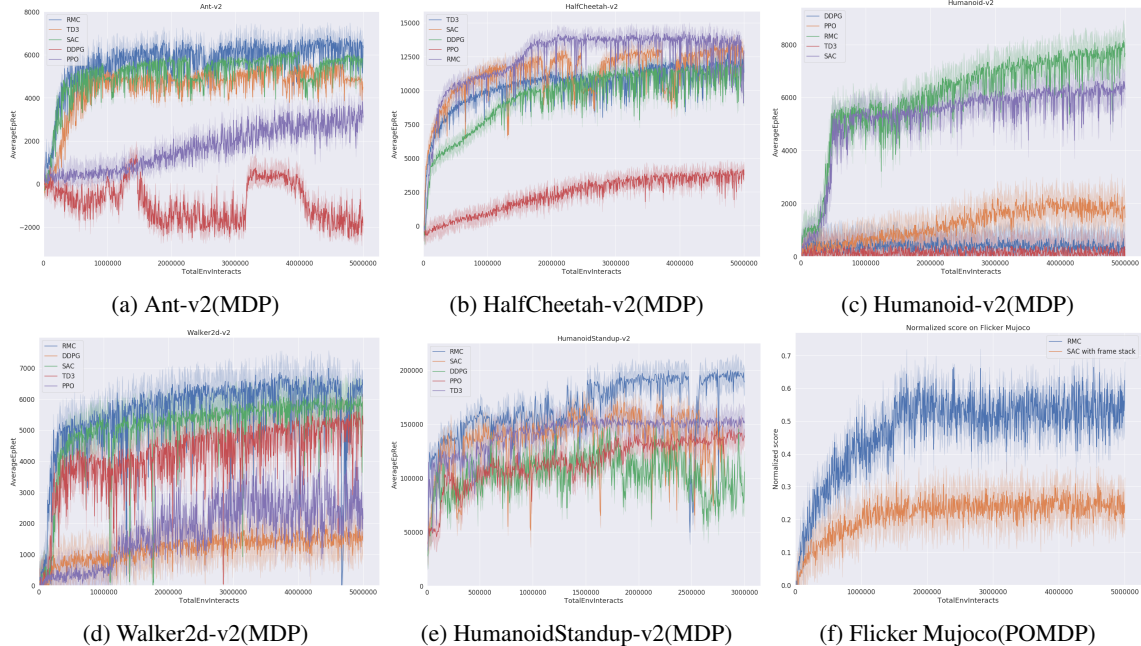 Ant-v2
8000
6000
4000
2000
0
−2000
AverageEpRet
RMC
TD3
SAC
DDPG
PPO
0 1000000 2000000 3000000 4000000 5000000
TotalEnvInteracts
(a) Ant-v2(MDP)
HalfCheetah-v2
15000
12500
10000
7500
5000
2500
0
AverageEpRet
TD3
SAC
DDPG
PPO
RMC
0 1000000 2000000 3000000 4000000 5000000
TotalEnvInteracts
(b) HalfCheetah-v2(MDP)
Humanoid-v2
8000
6000
4000
2000
0
AverageEpRet
DDPG
PPO
RMC
TD3
SAC
0 1000000 2000000 3000000 4000000 5000000
TotalEnvInteracts
(c) Humanoid-v2(MDP)
Walker2d-v2
7000
6000
5000
4000
3000
2000
1000
0
AverageEpRet
RMC
DDPG
SAC
TD3
PPO
0 1000000 2000000 3000000 4000000 5000000
TotalEnvInteracts
(d) Walker2d-v2(MDP)
HumanoidStandup-v2
200000
150000
100000
50000
0
AverageEpRet
RMC
SAC
DDPG
PPO
TD3
0 1000000 2000000 3000000 4000000 5000000
TotalEnvInteracts
(e) HumanoidStandup-v2(MDP)
Normalized score on Flicker Mujoco
0.7
0.6
0.5
0.4
0.3
0.2
0.1
0.0
Normalized score
RMC
SAC with frame stack
0 1000000 2000000 3000000 4000000 5000000
TotalEnvInteracts
(f) Flicker Mujoco(POMDP)